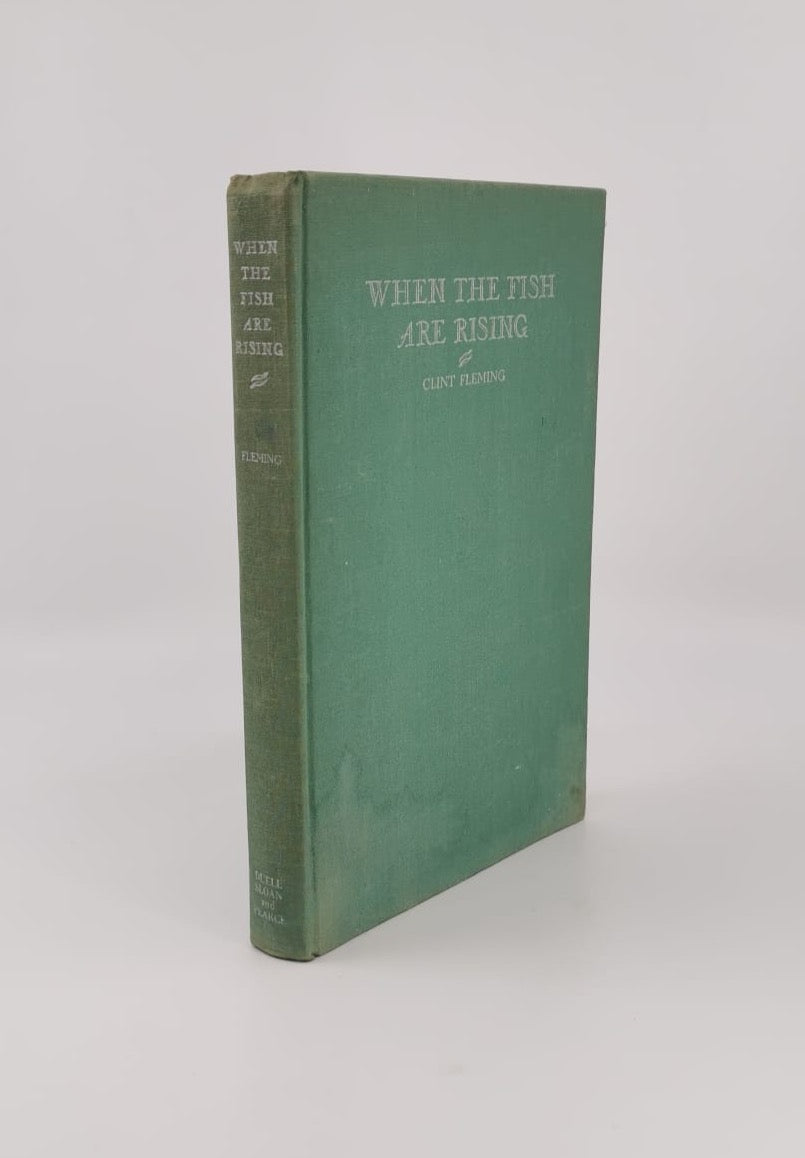 WHEN
THE
FISH
ARE
RISING
FLEMING
DUELL
SLOAN
and
PEARCE
WHEN THE FISH
ARE RISING
CLINT FLEMING